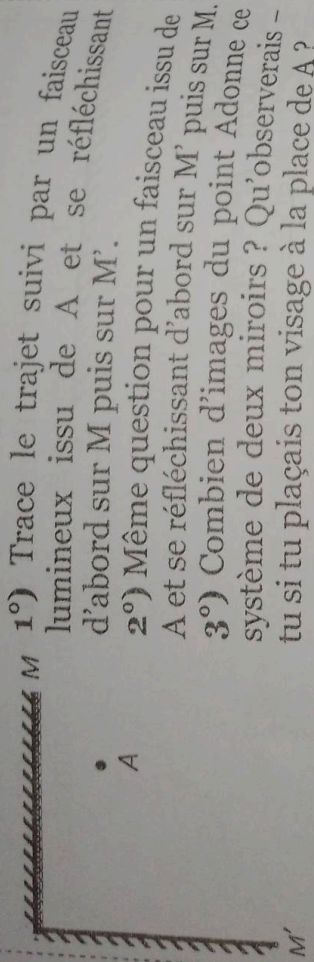 M
A
M'
1°) Trace le trajet suivi par un faisceau
lumineux issu de A et se réfléchissant
d'abord sur M puis sur M'.
2°) Même question pour un faisceau issu de
A et se réfléchissant d'abord sur M' puis sur M.
3°) Combien d'images du point Adonne ce
système de deux miroirs ? Qu'observerais –
tu si tu plaçais ton visage à la place de A ?